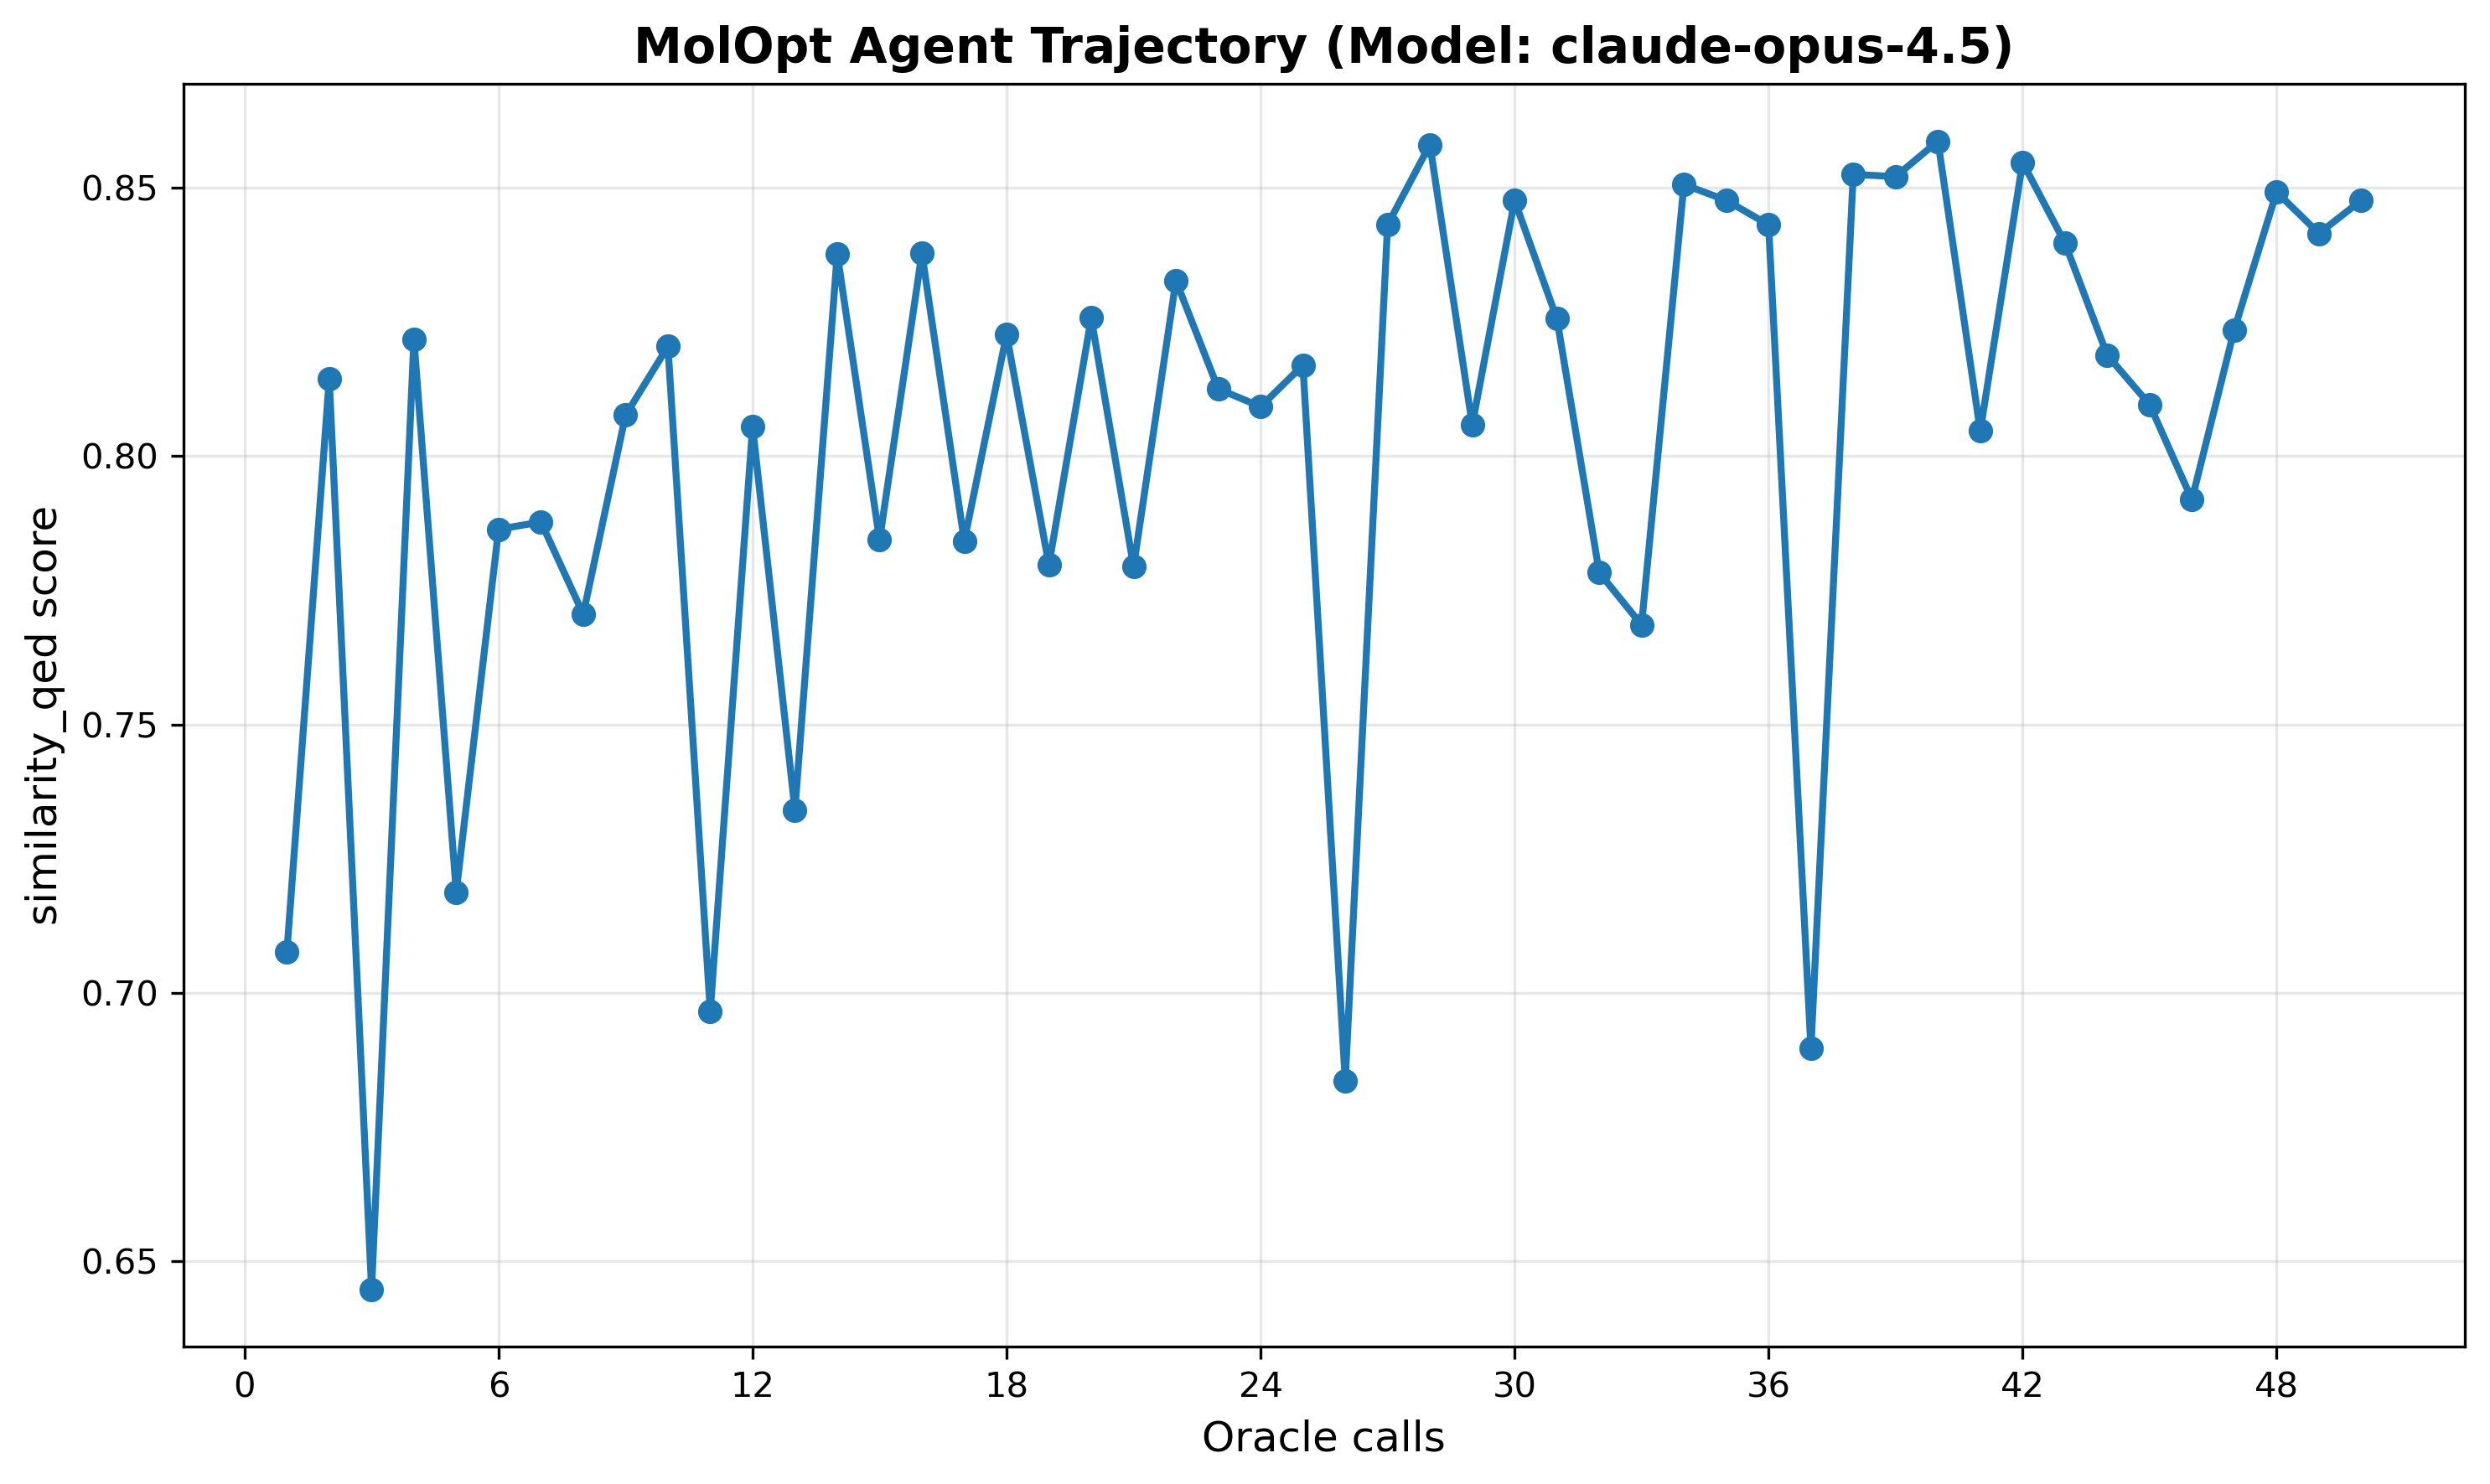 MolOpt Agent Trajectory (Model: claude-opus-4.5)
similarity_qed score
0.85
0.80
0.75
0.70
0.65
0 6 12 18 24 30 36 42 48
Oracle calls